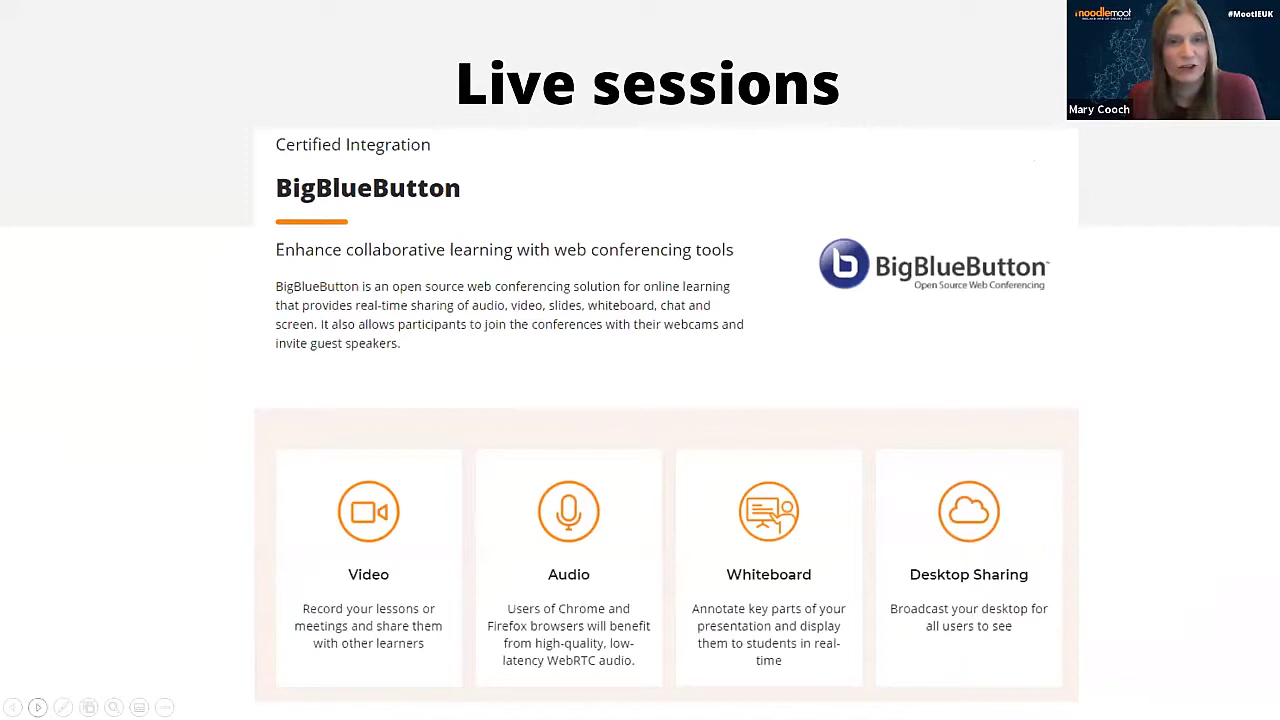 moodlemoot
#MootIEUK
Mary Cooch
Live sessions
Certified Integration
BigBlueButton
Enhance collaborative learning with web conferencing tools
BigBlueButton is an open source web conferencing solution for online learning
that provides real-time sharing of audio, video, slides, whiteboard, chat and
screen. It also allows participants to join the conferences with their webcams and
invite guest speakers.
b BigBlueButton™
Open Source Web Conferencing
Video
Record your lessons or
meetings and share them
with other learners
Audio
Users of Chrome and
Firefox browsers will benefit
from high-quality, low-
latency WebRTC audio.
Whiteboard
Annotate key parts of your
presentation and display
them to students in real-
time
Desktop Sharing
Broadcast your desktop for
all users to see